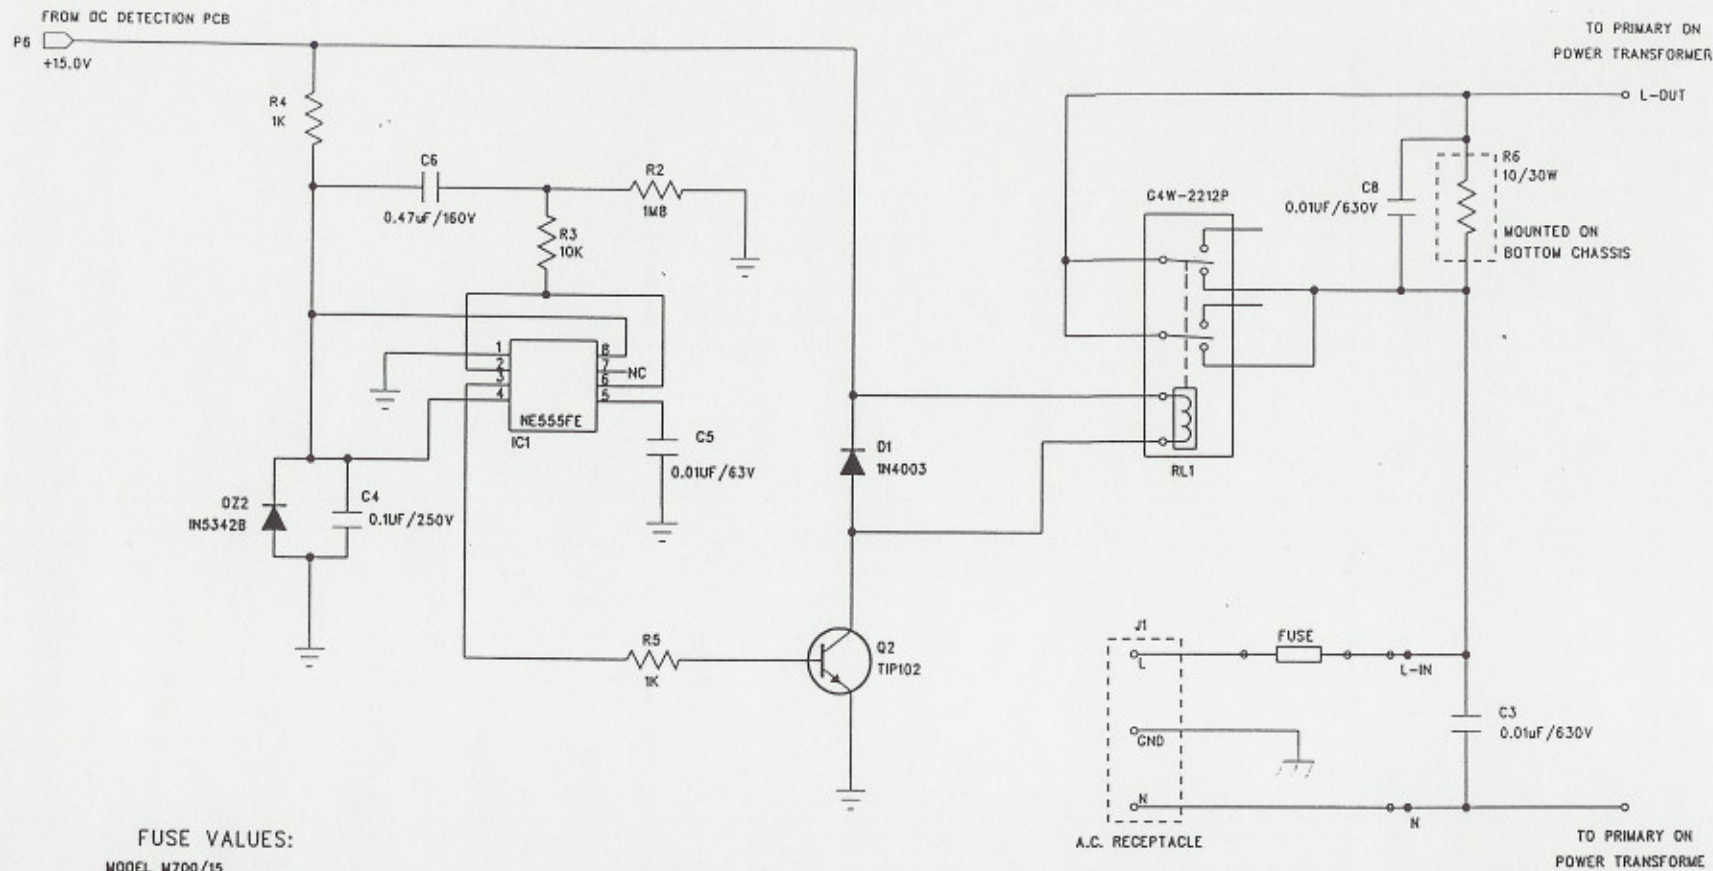 FROM DC DETECTION PCB
P6
+15.0V
TO PRIMARY ON
POWER TRANSFORMER
L-OUT
R4
1K
C6
0.47uF/160V
R2
1M8
R3
10K
G4W-2212P
C8
0.01UF/630V
R6
10/30W
MOUNTED ON
BOTTOM CHASSIS
1
2
3
4
8
7
6
5
NC
NE555FE
IC1
C5
0.01UF/63V
D1
1N4003
RL1
DZ2
IN5342B
C4
0.1UF/250V
R5
1K
Q2
TIP102
J1
L
FUSE
L-IN
GND
C3
0.01uF/630V
N
N
A.C. RECEPTACLE
TO PRIMARY ON
POWER TRANSFORME
FUSE VALUES:
MODEL M700/15